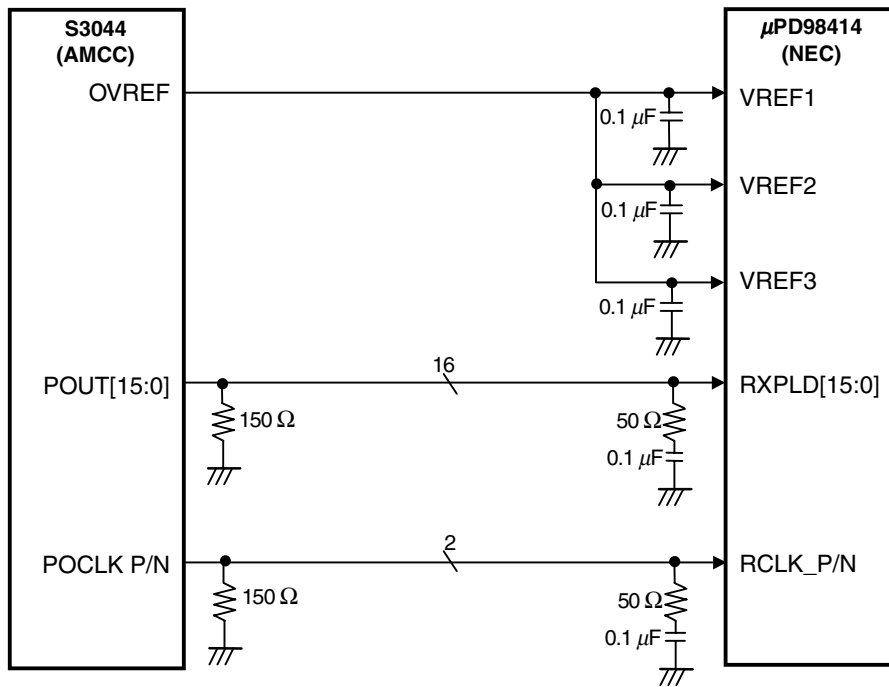 S3044
(AMCC)
µPD98414
(NEC)
OVREF
VREF1
0.1 µF
VREF2
0.1 µF
VREF3
0.1 µF
POUT[15:0]
16
RXPLD[15:0]
150 Ω
50 Ω
0.1 µF
POCLK P/N
2
RCLK_P/N
150 Ω
50 Ω
0.1 µF